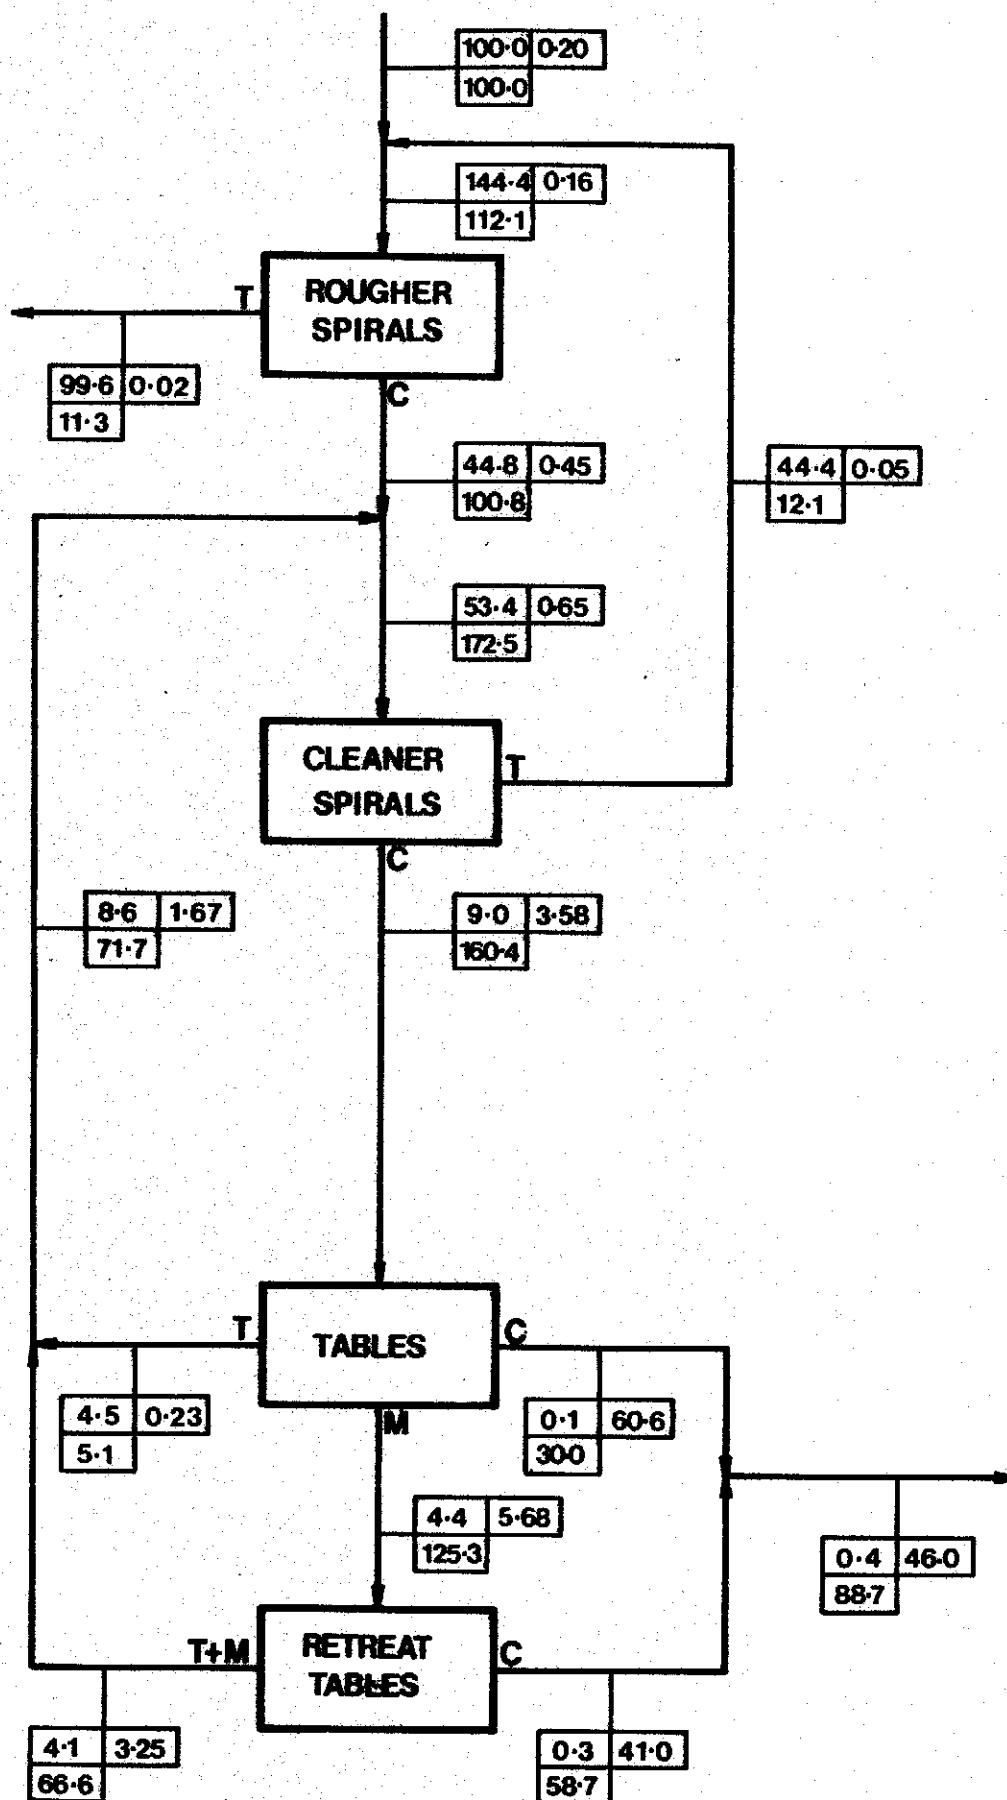 100·0 0·20
100·0
144·4 0·16
112·1
ROUGHER
SPIRALS
T
99·6 0·02
11·3
C
44·8 0·45
100·8
44·4 0·05
12·1
53·4 0·65
172·5
CLEANER
SPIRALS
T
C
8·6 1·67
71·7
9·0 3·58
160·4
T
TABLES
C
4·5 0·23
5·1
M
0·1 60·6
30·0
4·4 5·68
125·3
0·4 46·0
88·7
T+M
RETREAT
TABLES
C
4·1 3·25
66·6
0·3 41·0
58·7